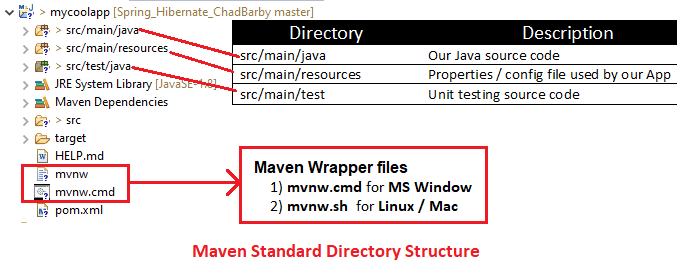 mycoolapp [Spring_Hibernate_ChadBarby master]
> src/main/java
> src/main/resources
> src/test/java
JRE System Library [JavaSE-1.8]
Maven Dependencies
> src
target
HELP.md
mvnw
mvnw.cmd
pom.xml
Directory Description
src/main/java Our Java source code
src/main/resources Properties / config file used by our App
src/main/test Unit testing source code
Maven Wrapper files
1) mvnw.cmd for MS Window
2) mvnw.sh for Linux / Mac
Maven Standard Directory Structure